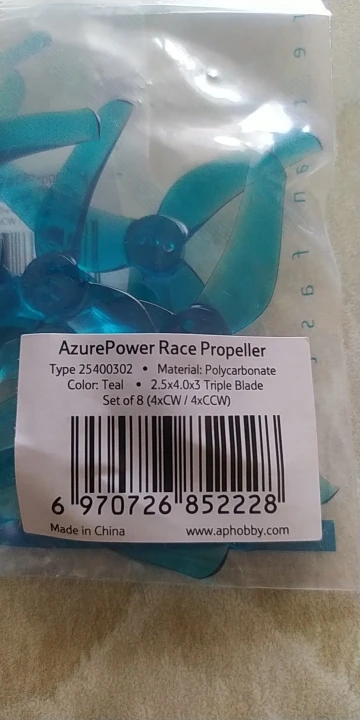 AzurePower Race Propeller
Type 25400302 • Material: Polycarbonate
Color: Teal • 2.5x4.0x3 Triple Blade
Set of 8 (4xCW / 4xCCW)
6 970726 852228
Made in China www.aphobby.com